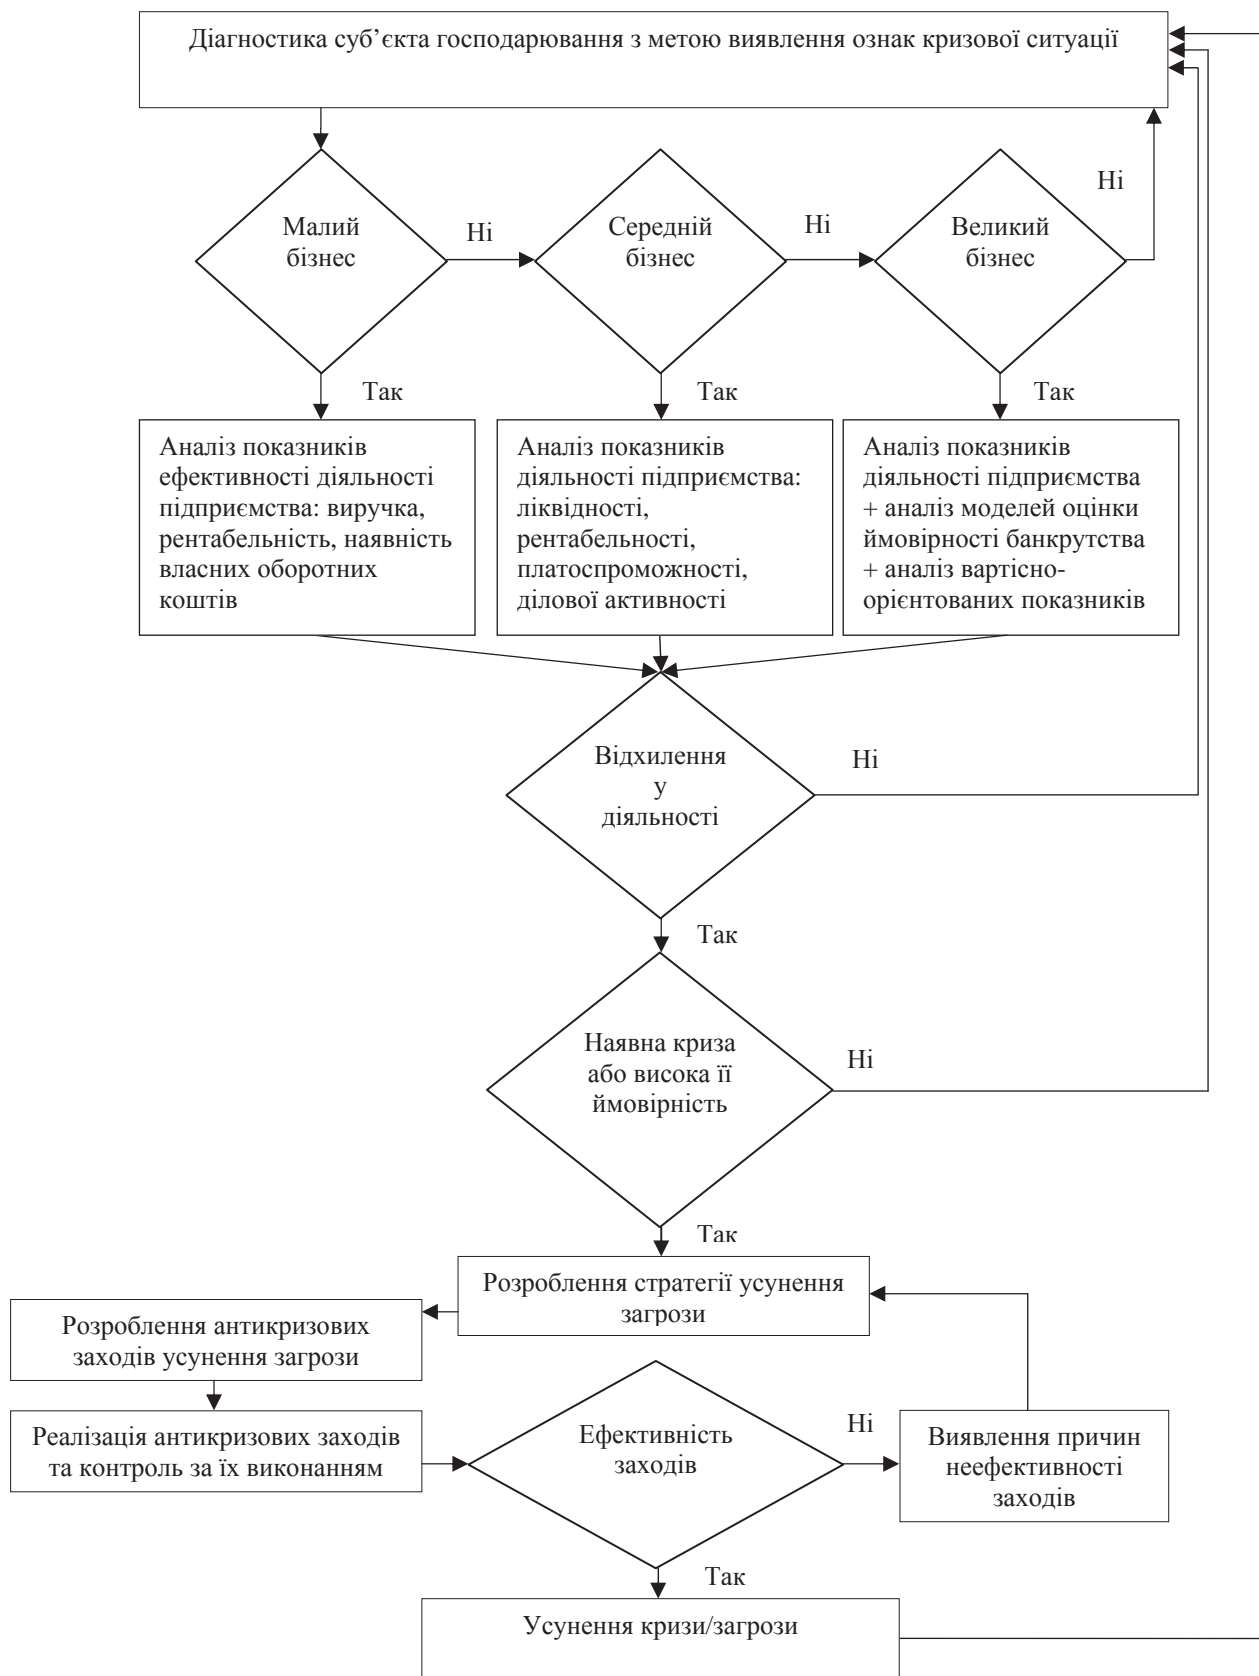 Діагностика суб’єкта господарювання з метою виявлення ознак кризової ситуації
Ні
Малий
бізнес
Ні
Середній
бізнес
Ні
Великий
бізнес
Так
Так
Так
Аналіз показників
ефективності діяльності
підприємства: виручка,
рентабельність, наявність
власних оборотних
коштів
Аналіз показників
діяльності підприємства:
ліквідності,
рентабельності,
платоспроможності,
ділової активності
Аналіз показників
діяльності підприємства
+ аналіз моделей оцінки
ймовірності банкрутства
+ аналіз вартісно-
орієнтованих показників
Відхилення
у
діяльності
Ні
Так
Наявна криза
або висока її
ймовірність
Ні
Так
Розроблення стратегії усунення
загрози
Розроблення антикризових
заходів усунення загрози
Реалізація антикризових заходів
та контроль за їх виконанням
Ефективність
заходів
Ні
Виявлення причин
неефективності
заходів
Так
Усунення кризи/загрози